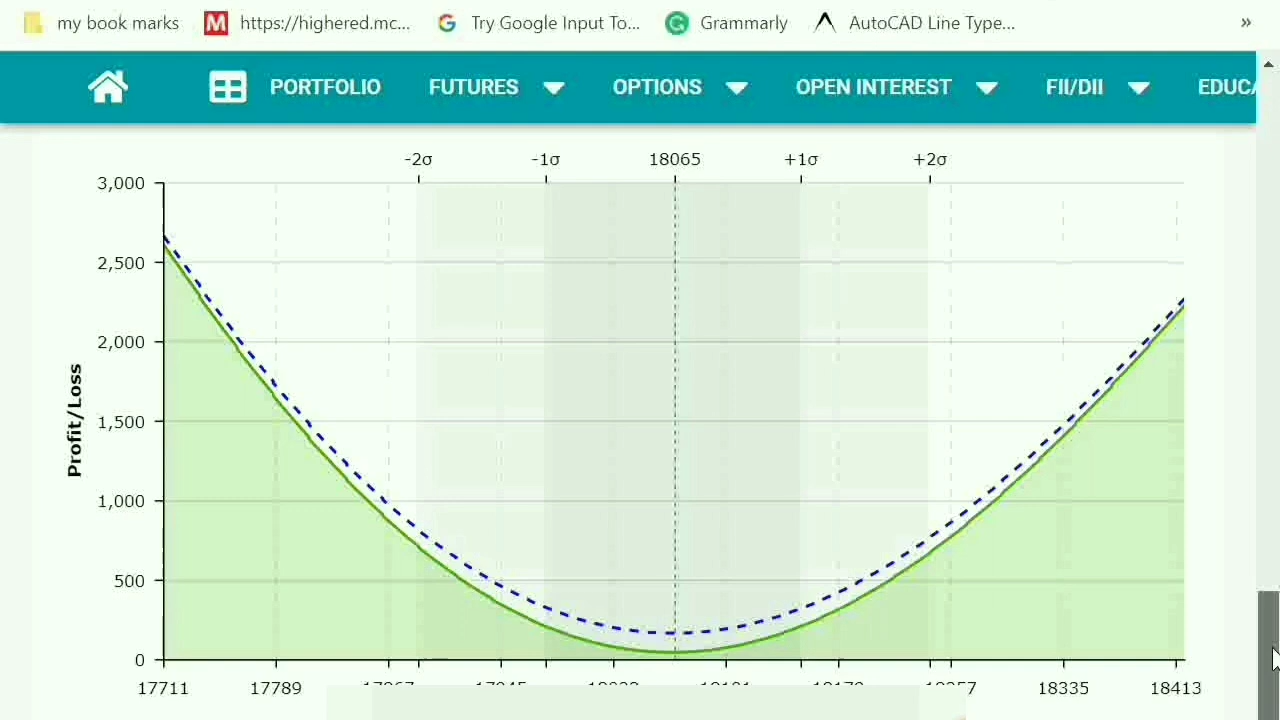 my book marks https://highered.mc... Try Google Input To... Grammarly AutoCAD Line Type... »
PORTFOLIO FUTURES OPTIONS OPEN INTEREST FII/DII EDUCA
-2σ -1σ 18065 +1σ +2σ
3,000
2,500
2,000
1,500
1,000
500
0
Profit/Loss
17711 17789 18335 18413